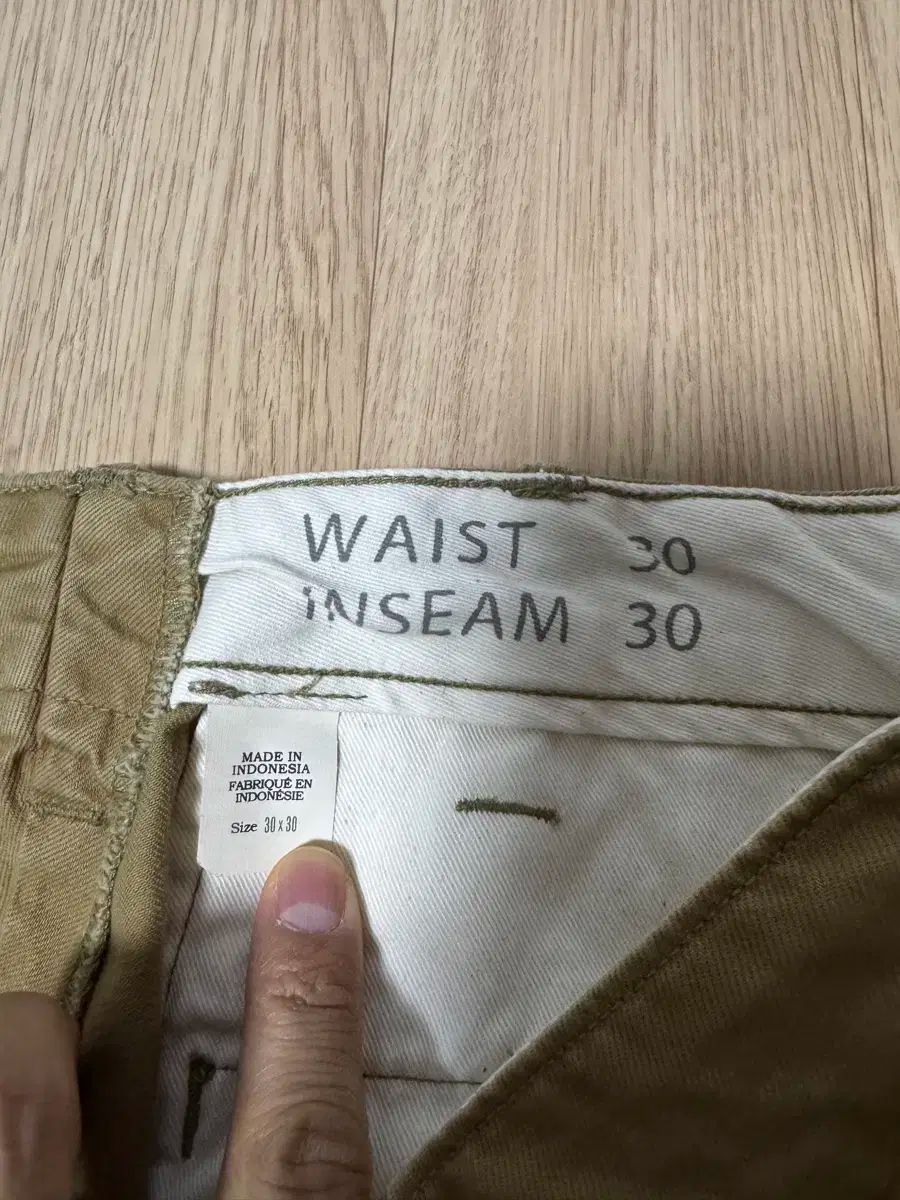 WAIST 30
INSEAM 30
MADE IN
INDONESIA
FABRIQUÉ EN
INDONÉSIE
Size 30 x 30